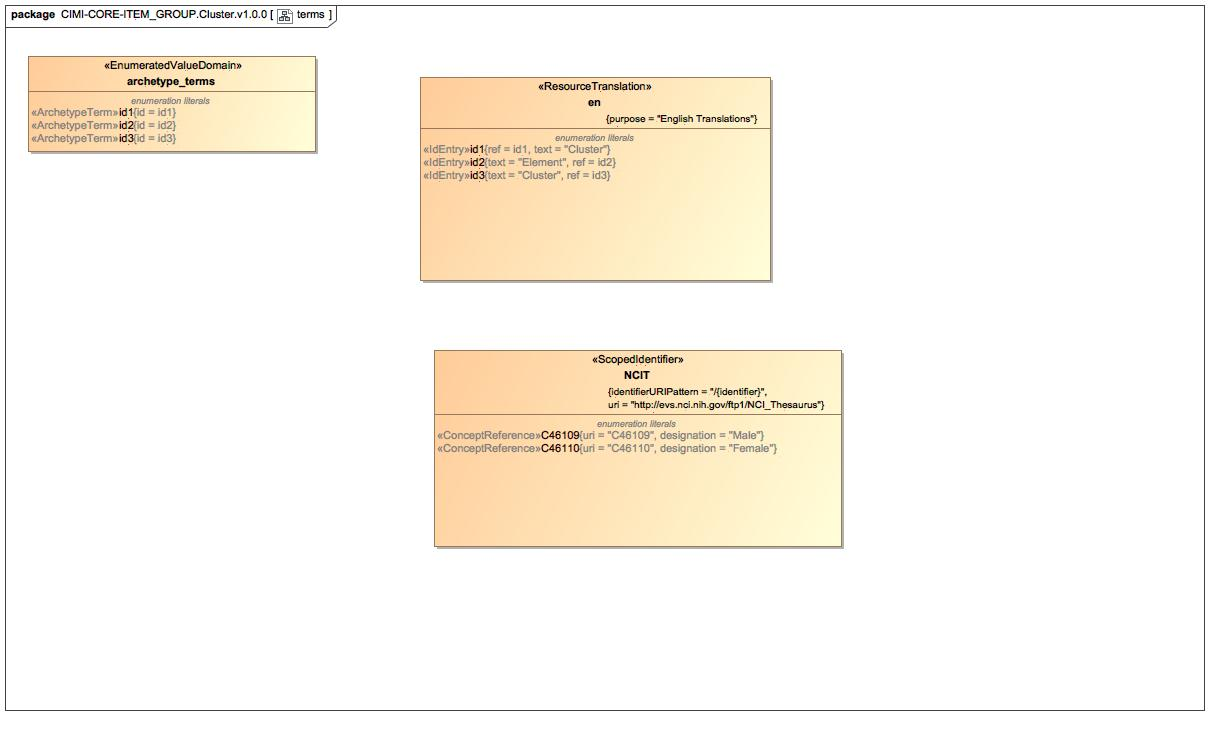 package CIMI-CORE-ITEM_GROUP.Cluster.v1.0.0 [ terms ]
«EnumeratedValueDomain»
archetype_terms
enumeration literals
«ArchetypeTerm»id1{id = id1}
«ArchetypeTerm»id2{id = id2}
«ArchetypeTerm»id3{id = id3}
«ResourceTranslation»
en
{purpose = "English Translations"}
enumeration literals
«IdEntry»id1{ref = id1, text = "Cluster"}
«IdEntry»id2{text = "Element", ref = id2}
«IdEntry»id3{text = "Cluster", ref = id3}
«ScopedIdentifier»
NCIT
{identifierURIPattern = "/{identifier}",
uri = "http://evs.nci.nih.gov/ftp1/NCI_Thesaurus"}
enumeration literals
«ConceptReference»C46109{uri = "C46109", designation = "Male"}
«ConceptReference»C46110{uri = "C46110", designation = "Female"}